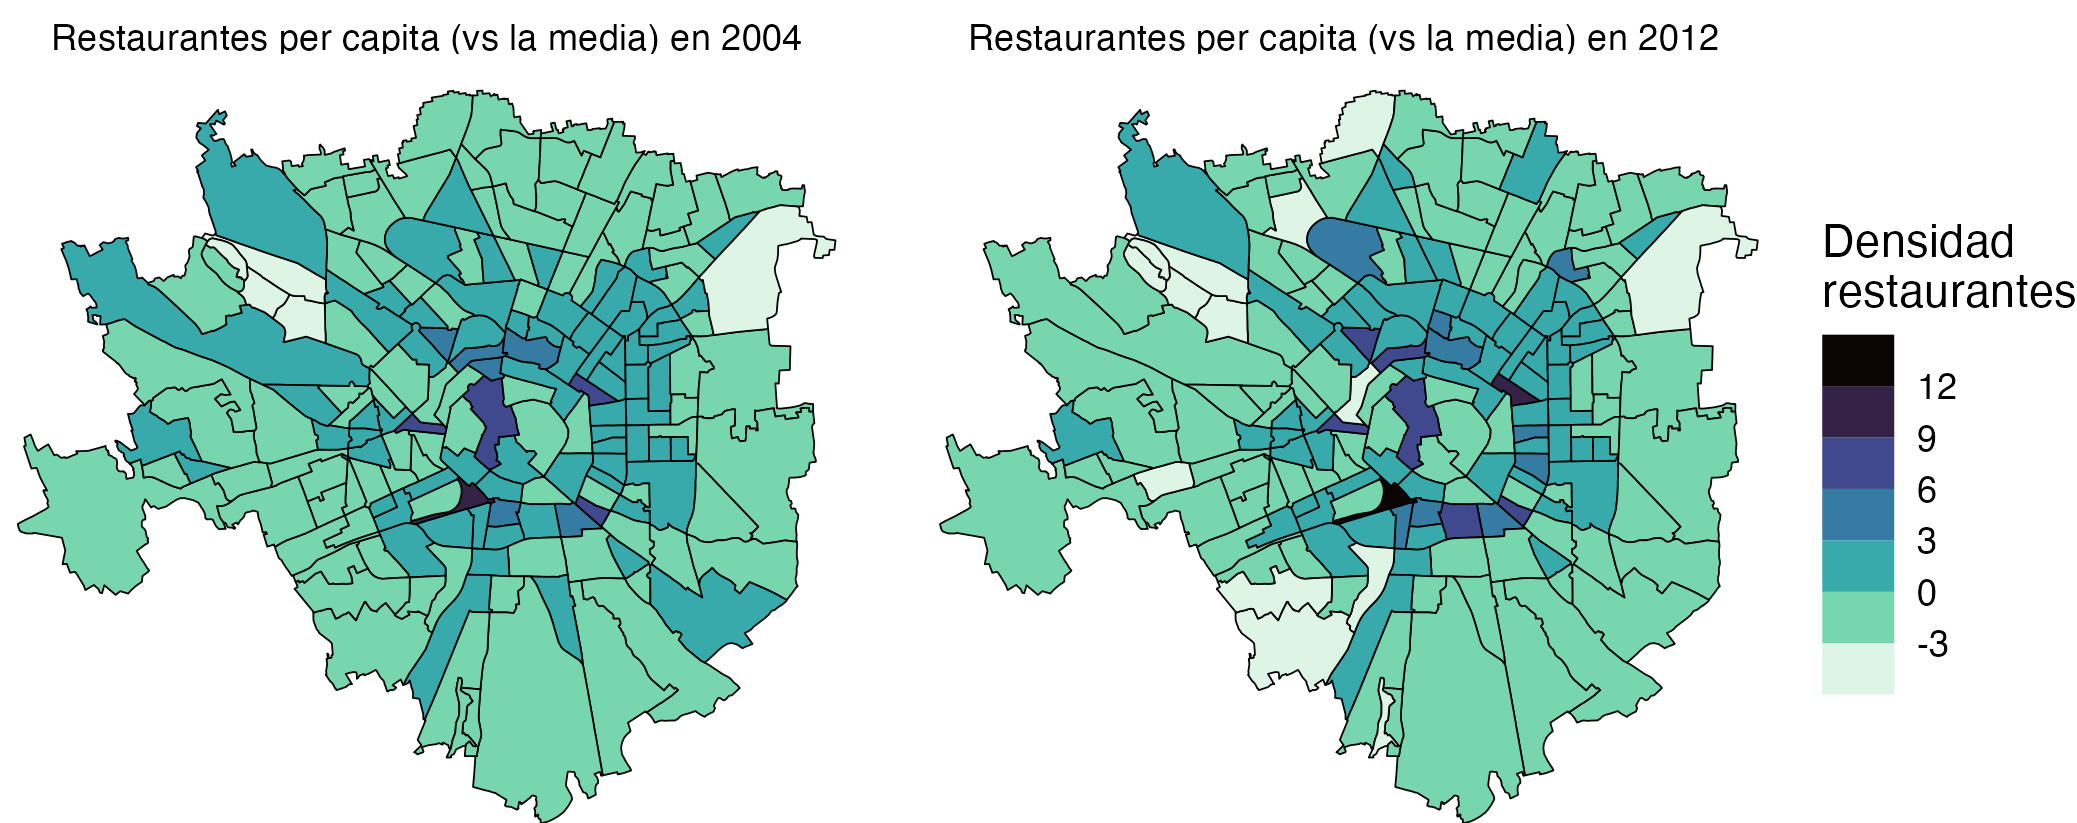 Restaurantes per capita (vs la media) en 2004
Restaurantes per capita (vs la media) en 2012
Densidad
restaurantes
12
9
6
3
0
-3